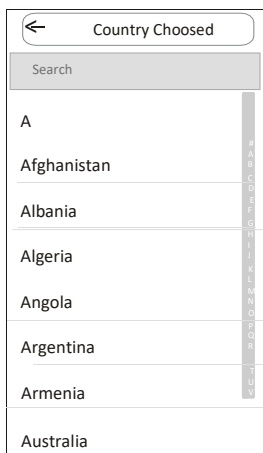 Country Choosed
Search
A
Afghanistan
Albania
Algeria
Angola
Argentina
Armenia
Australia
#
A
B
C
D
E
F
G
H
I
J
K
L
M
N
O
P
Q
R
T
U
V